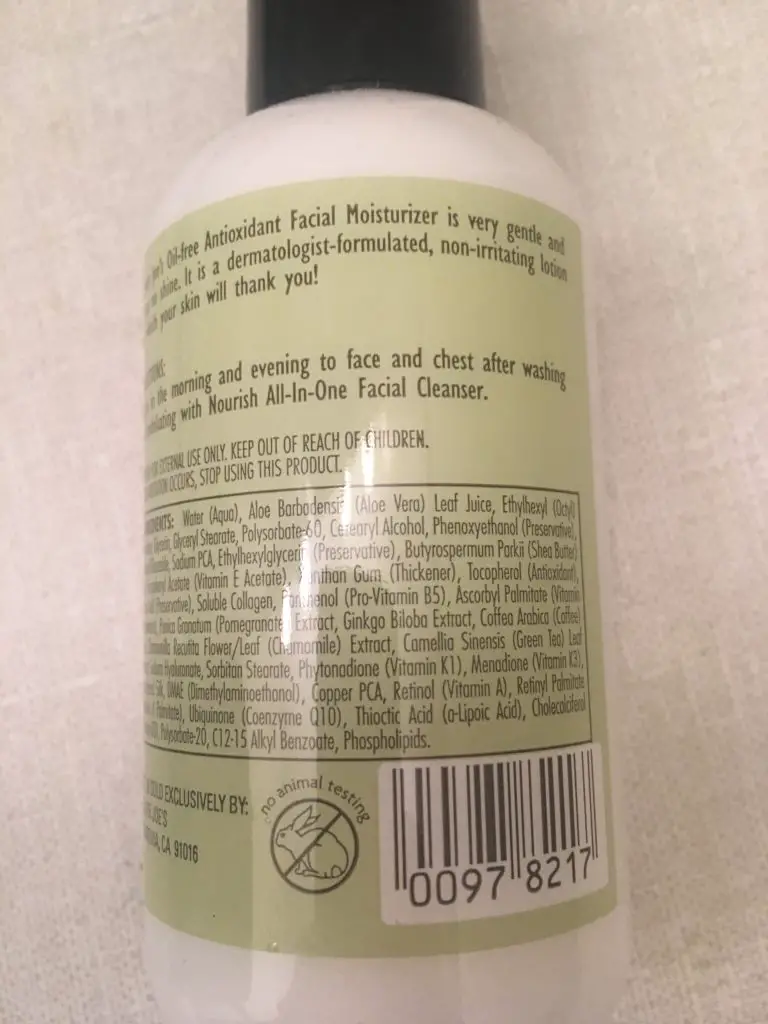 Oil-free Antioxidant Facial Moisturizer is very gentle and
shine. It is a dermatologist-formulated, non-irritating lotion
your skin will thank you!
the morning and evening to face and chest after washing
with Nourish All-In-One Facial Cleanser.
EXTERNAL USE ONLY. KEEP OUT OF REACH OF CHILDREN.
OCCURS, STOP USING THIS PRODUCT.
Water (Aqua), Aloe Barbadensis (Aloe Vera) Leaf Juice, Ethylhexyl (Octyl)
Glyceryl Stearate, Polysorbate-60, Cetearyl Alcohol, Phenoxyethanol (Preservative),
Sodium PCA, Ethylhexylglycerin (Preservative), Butyrospermum Parkii (Shea Butter)
Acetate (Vitamin E Acetate), Xanthan Gum (Thickener), Tocopherol (Antioxidant),
Soluble Collagen, Panthenol (Pro-Vitamin B5), Ascorbyl Palmitate (Vitamin
Punica Granatum (Pomegranate) Extract, Ginkgo Biloba Extract, Coffea Arabica (Coffee)
Recutita Flower/Leaf (Chamomile) Extract, Camellia Sinensis (Green Tea) Leaf
Hyaluronate, Sorbitan Stearate, Phytonadione (Vitamin K1), Menadione (Vitamin K3),
Silk, DMAE (Dimethylaminoethanol), Copper PCA, Retinol (Vitamin A), Retinyl Palmitate
Ubiquinone (Coenzyme Q10), Thioctic Acid (α-Lipoic Acid), Cholecalciferol
Polysorbate-20, C12-15 Alkyl Benzoate, Phospholipids.
SOLD EXCLUSIVELY BY:
JOE'S
CA 91016
no animal testing
0097 8217